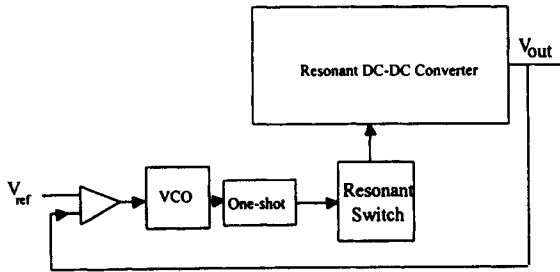 Resonant DC-DC Converter
Vout
Vref
VCO
One-shot
Resonant
Switch